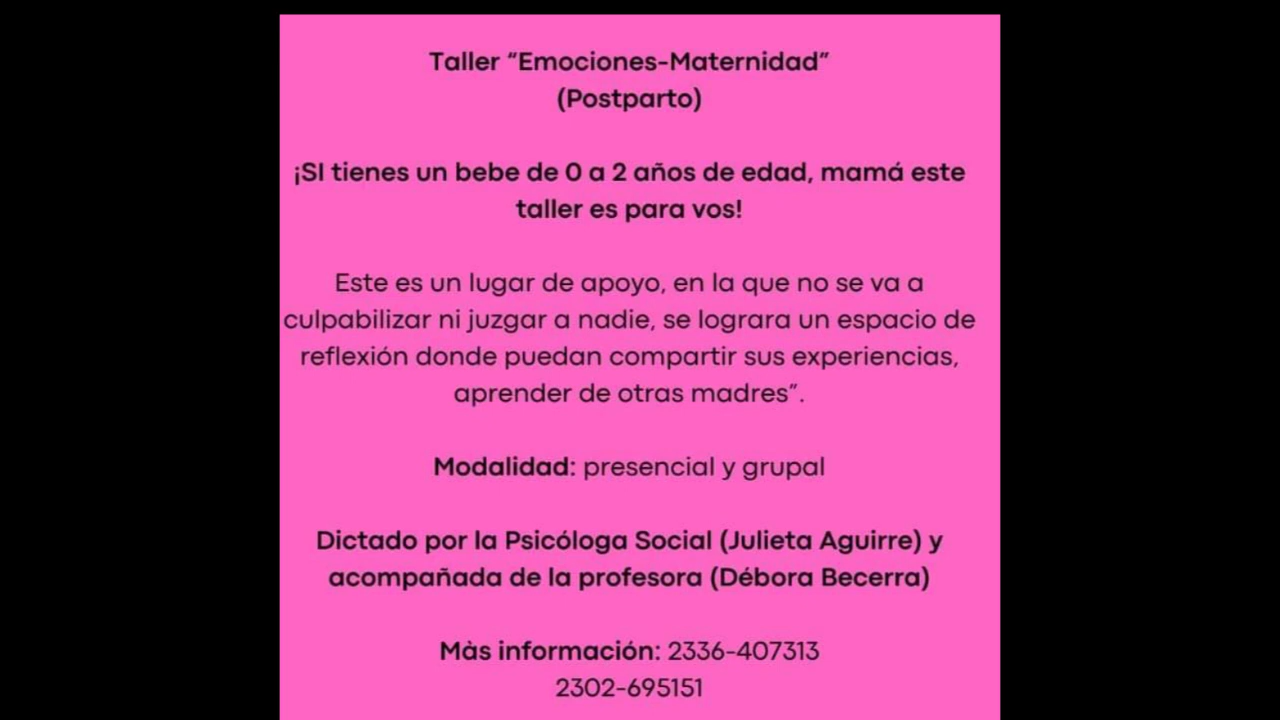 Taller “Emociones-Maternidad”
(Postparto)
¡SI tienes un bebe de 0 a 2 años de edad, mamá este
taller es para vos!
Este es un lugar de apoyo, en la que no se va a
culpabilizar ni juzgar a nadie, se lograra un espacio de
reflexión donde puedan compartir sus experiencias,
aprender de otras madres”.
Modalidad: presencial y grupal
Dictado por la Psicóloga Social (Julieta Aguirre) y
acompañada de la profesora (Débora Becerra)
Màs información: 2336-407313
2302-695151